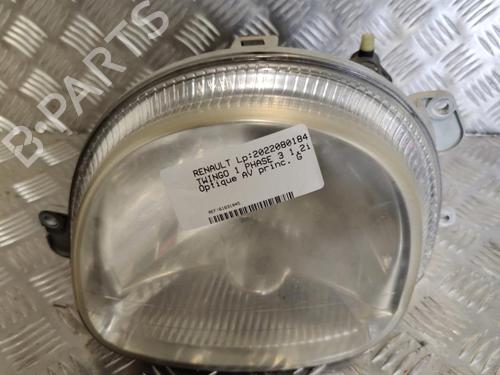 B-PARTS
RENAULT Lp:2022080184
TWINGO 1 PHASE 3 1.2i
Optique AV princ. G